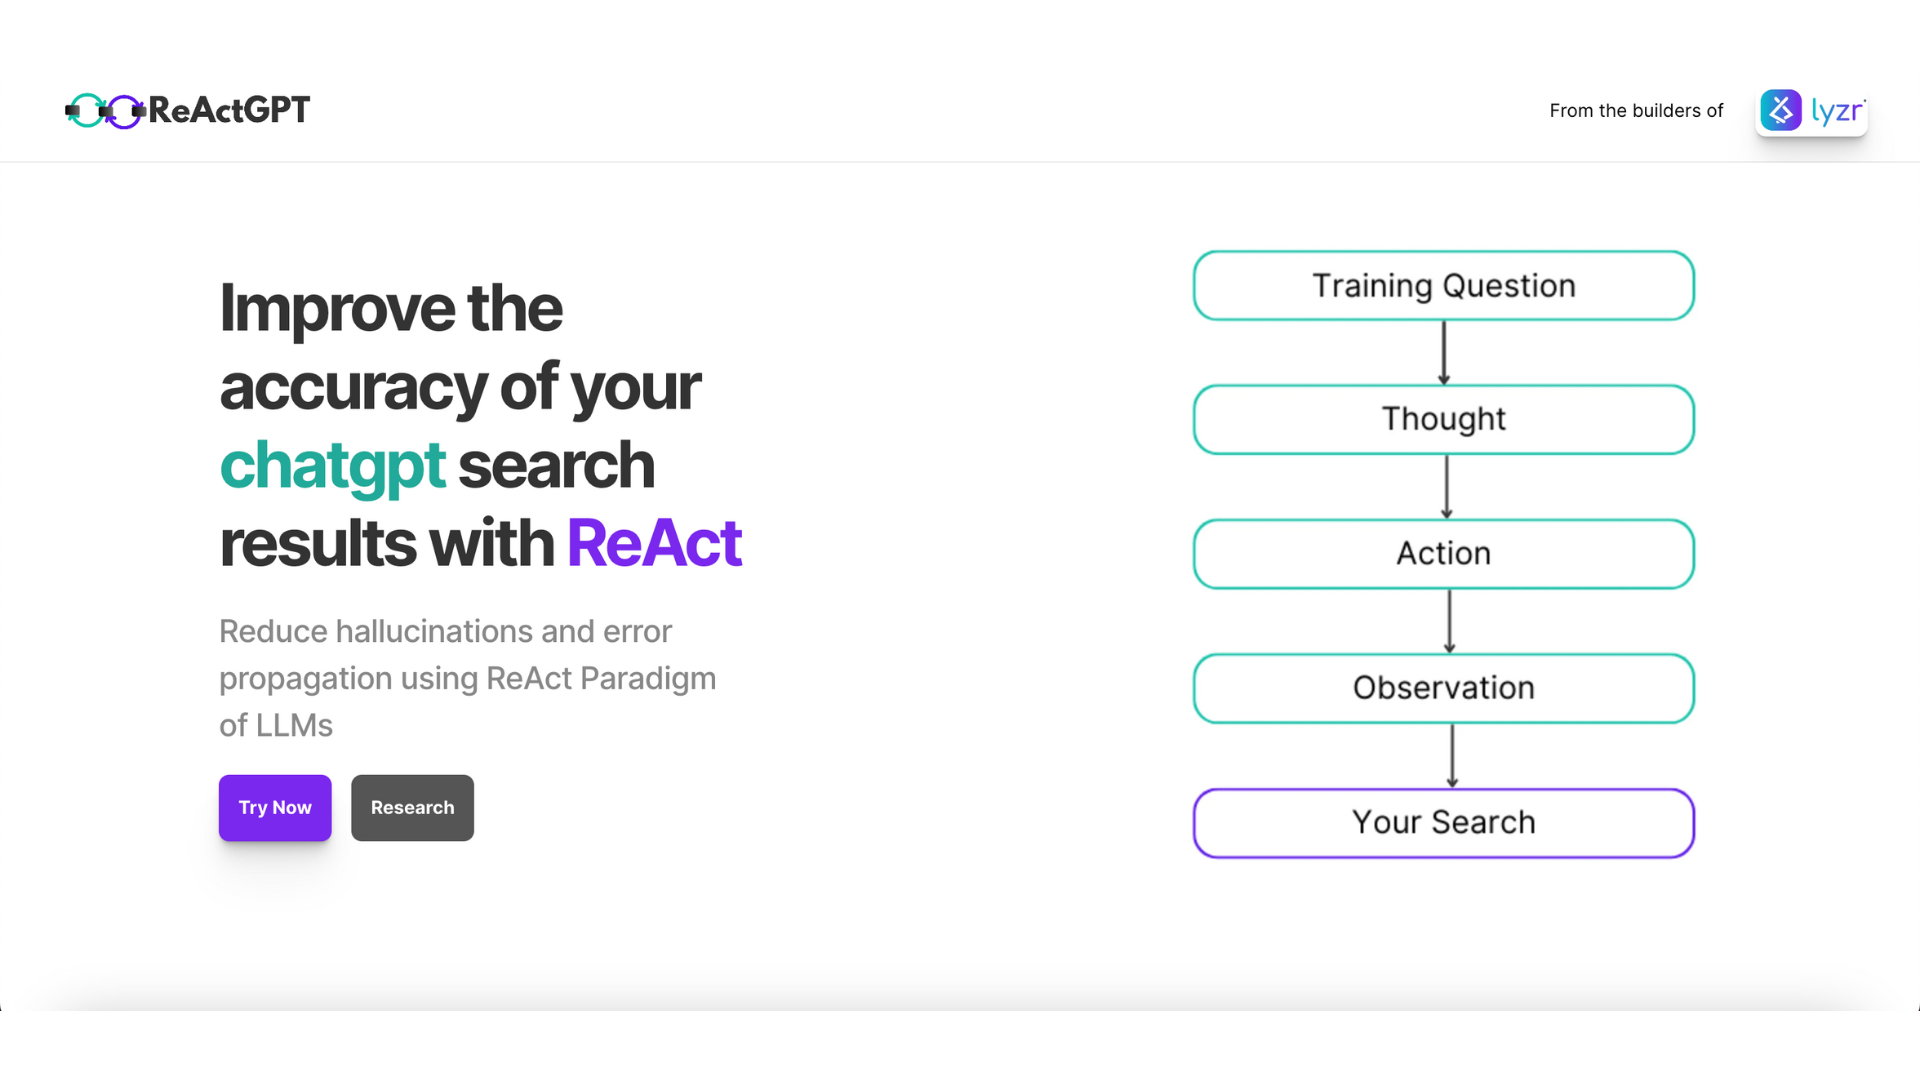 ReActGPT
From the builders of
lyzr
Improve the
accuracy of your
chatgpt search
results with ReAct
Reduce hallucinations and error
propagation using ReAct Paradigm
of LLMs
Try Now
Research
Training Question
Thought
Action
Observation
Your Search